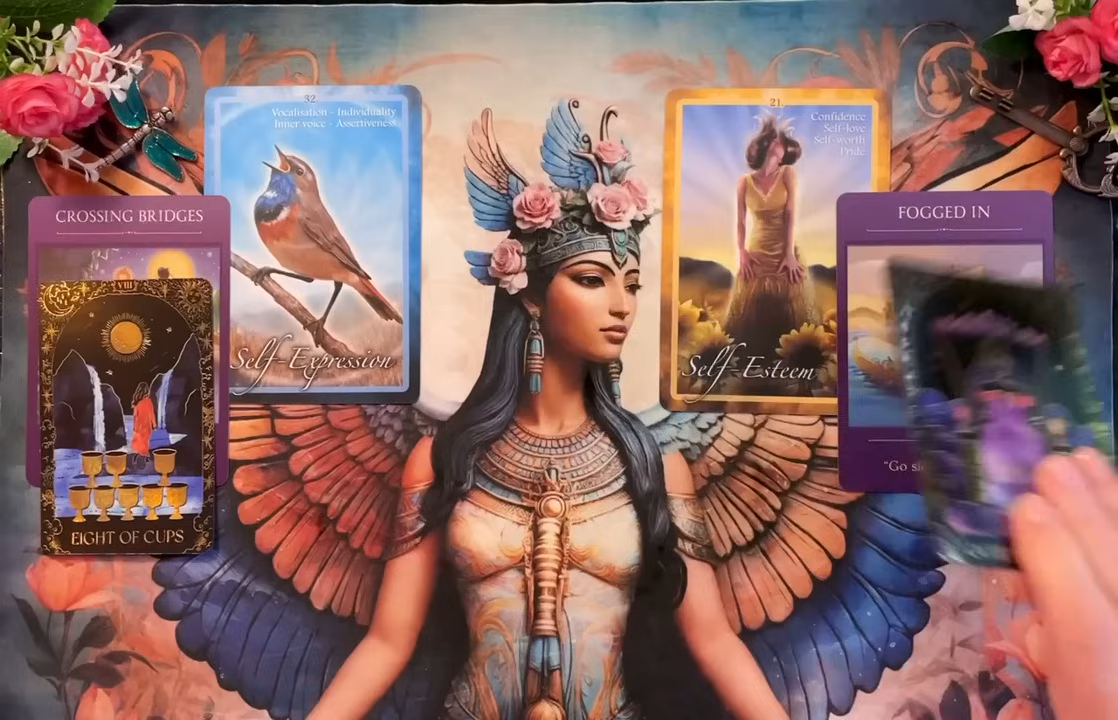 32.
Vocalisation - Individuality
Inner voice - Assertiveness
Self-Expression
21.
Confidence
Self-love
Self-worth
Pride
Self-Esteem
CROSSING BRIDGES
VIII
EIGHT OF CUPS
FOGGED IN
"Go